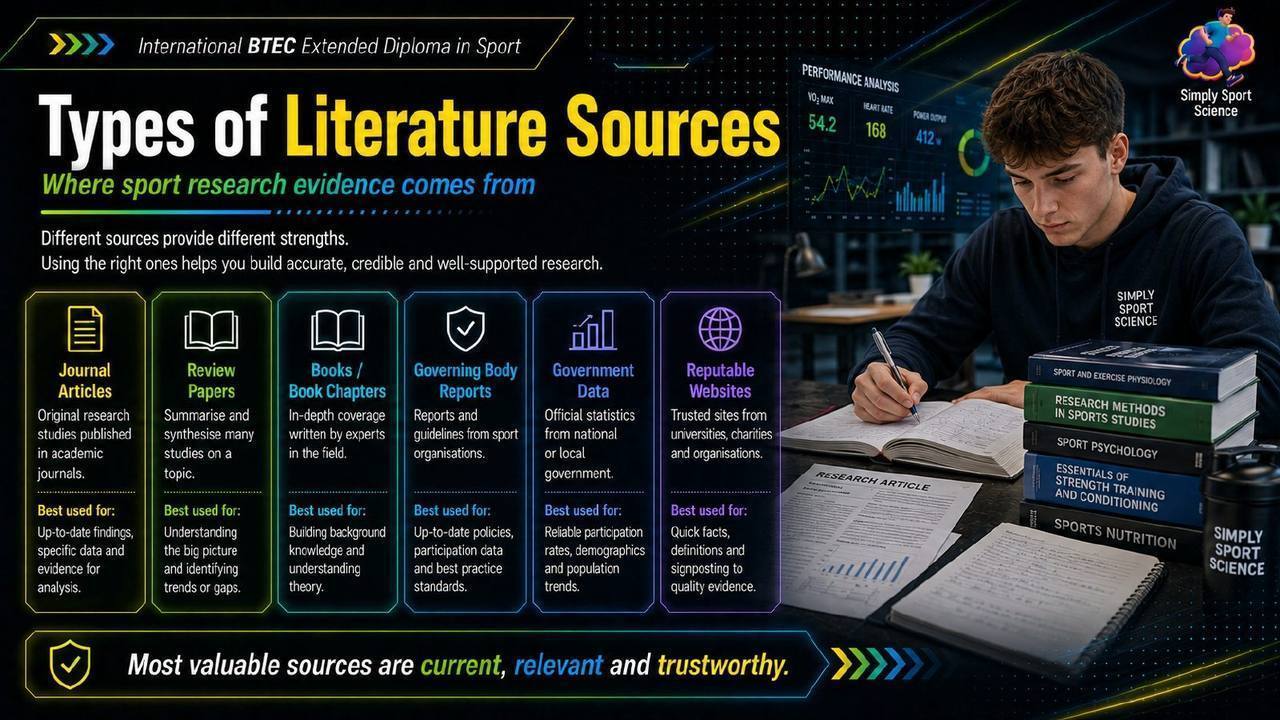 International BTEC Extended Diploma in Sport
Types of Literature Sources
Where sport research evidence comes from
Different sources provide different strengths.
Using the right ones helps you build accurate, credible and well-supported research.
Journal
Articles
Original research
studies published
in academic
journals.
Best used for:
Up-to-date findings,
specific data and
evidence for
analysis.
Review
Papers
Summarise and
synthesise many
studies on a
topic.
Best used for:
Understanding
the big picture
and identifying
trends or gaps.
Books /
Book Chapters
In-depth coverage
written by experts
in the field.
Best used for:
Building background
knowledge and
understanding
theory.
Governing Body
Reports
Reports and
guidelines from sport
organisations.
Best used for:
Up-to-date policies,
participation data
and best practice
standards.
Government
Data
Official statistics
from national
or local
government.
Best used for:
Reliable participation
rates, demographics
and population
trends.
Reputable
Websites
Trusted sites from
universities, charities
and organisations.
Best used for:
Quick facts,
definitions and
signposting to
quality evidence.
Most valuable sources are current, relevant and trustworthy.
PERFORMANCE ANALYSIS
VO2 MAX
54.2
HEART RATE
168
POWER OUTPUT
412 w
Simply Sport
Science
SIMPLY
SPORT
SCIENCE
SPORT AND EXERCISE PHYSIOLOGY
RESEARCH METHODS
IN SPORTS STUDIES
SPORT PSYCHOLOGY
ESSENTIALS OF
STRENGTH TRAINING
AND CONDITIONING
SPORTS NUTRITION
RESEARCH ARTICLE
SIMPLY
SPORT
SCIENCE